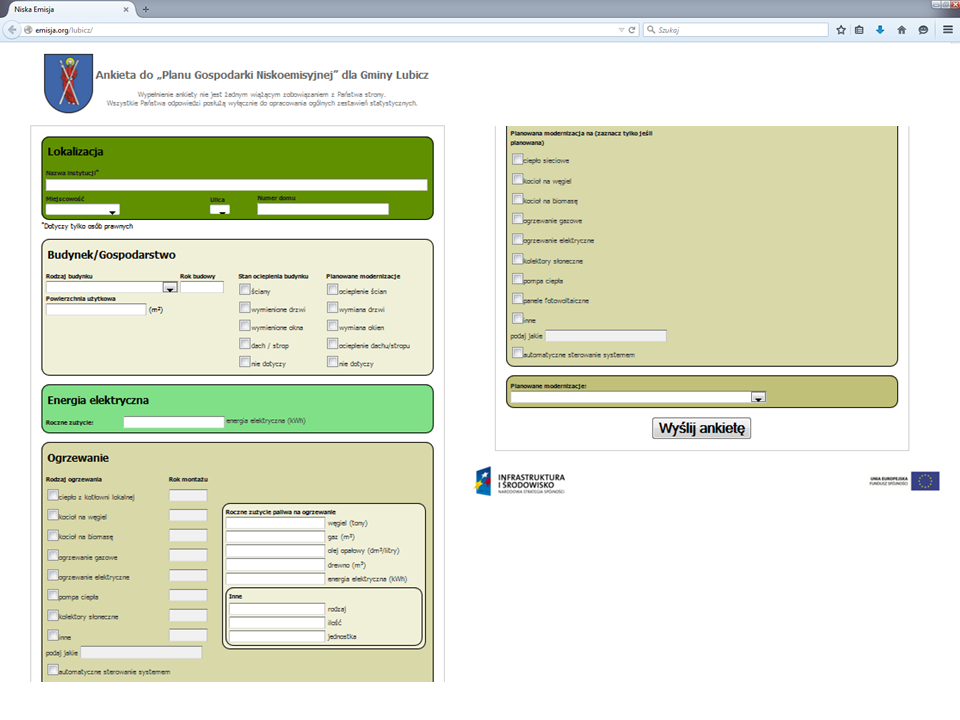 Niska Emisja
emisja.org/lubicz/
Szukaj
Ankieta do „Planu Gospodarki Niskoemisyjnej” dla Gminy Lubicz
Wypełnienie ankiety nie jest żadnym wiążącym zobowiązaniem z Państwa strony.
Wszystkie Państwa odpowiedzi posłużą wyłącznie do opracowania ogólnych zestawień statystycznych.
Lokalizacja
Nazwa instytucji*
Miejscowość Ulica Numer domu
*Dotyczy tylko osób prawnych
Budynek/Gospodarstwo
Rodzaj budynku Rok budowy Stan ocieplenia budynku Planowane modernizacje
ściany ocieplenie ścian
Powierzchnia użytkowa
(m²)
wymienione drzwi wymiana drzwi
wymienione okna wymiana okien
dach / strop ocieplenie dachu/stropu
nie dotyczy nie dotyczy
Energia elektryczna
Roczne zużycie: energia elektryczna (kWh)
Ogrzewanie
Rodzaj ogrzewania Rok montażu
ciepło z kotłowni lokalnej
kocioł na węgiel
kocioł na biomasę
ogrzewanie gazowe
ogrzewanie elektryczne
pompa ciepła
kolektory słoneczne
inne
podaj jakie
automatyczne sterowanie systemem
Roczne zużycie paliwa na ogrzewanie
węgiel (tony)
gaz (m³)
olej opałowy (dm³/litry)
drewno (m³)
energia elektryczna (kWh)
Inne
rodzaj
ilość
jednostka
Planowana modernizacja na (zaznacz tylko jeśli
planowana)
ciepło sieciowe
kocioł na węgiel
kocioł na biomasę
ogrzewanie gazowe
ogrzewanie elektryczne
kolektory słoneczne
pompa ciepła
panele fotowoltaiczne
inne
podaj jakie
automatyczne sterowanie systemem
Planowane modernizacje:
Wyślij ankietę
INFRASTRUKTURA
I ŚRODOWISKO
NARODOWA STRATEGIA SPÓJNOŚCI
UNIA EUROPEJSKA
FUNDUSZ SPÓJNOŚCI